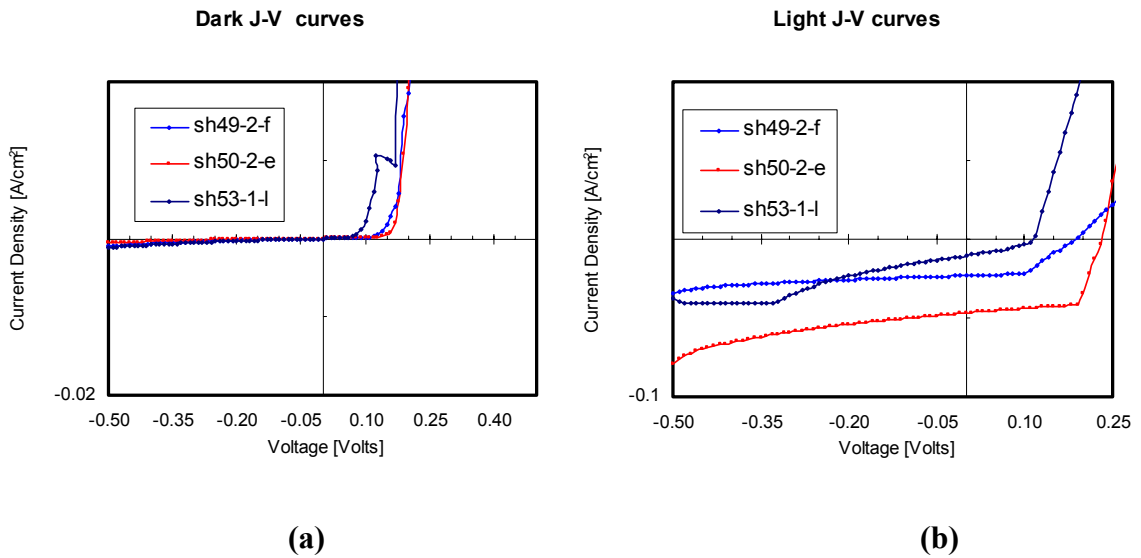 Dark J-V curves
Light J-V curves
Current Density [A/cm²]
sh49-2-f
sh50-2-e
sh53-1-l
-0.02
-0.50 -0.35 -0.20 -0.05 0.10 0.25 0.40
Voltage [Volts]
(a)
Current Density [A/cm²]
sh49-2-f
sh50-2-e
sh53-1-l
-0.1
-0.50 -0.35 -0.20 -0.05 0.10 0.25
Voltage [Volts]
(b)